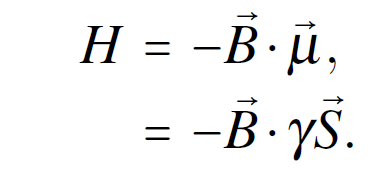 H = −B⃗ · μ⃗,
= −B⃗ · γS⃗.